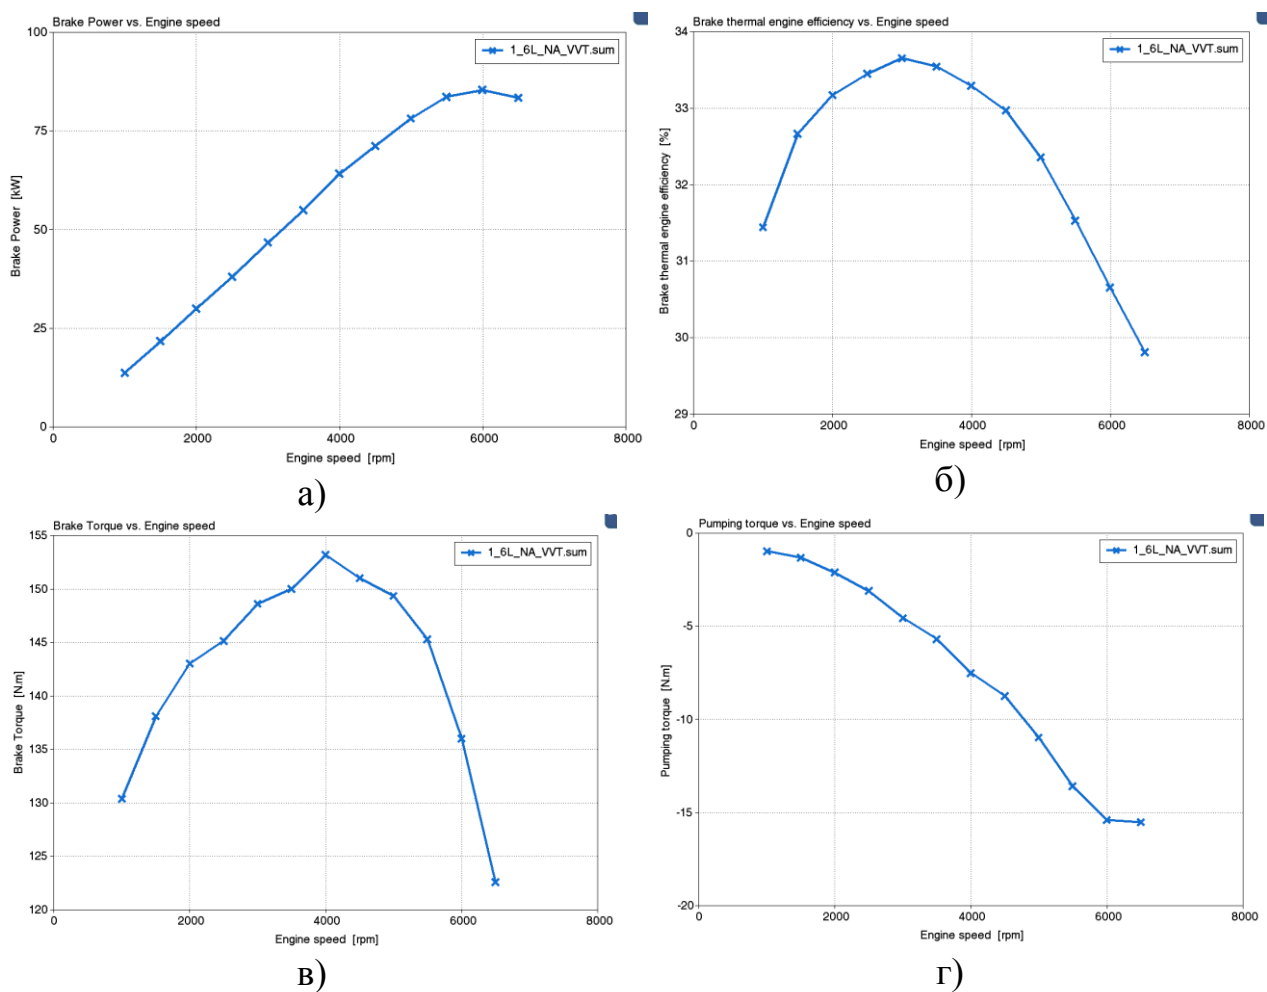 Brake Power vs. Engine speed
1_6L_NA_VVT.sum
100
75
50
25
0
Brake Power [kW]
0 2000 4000 6000 8000
Engine speed [rpm]
а)
Brake thermal engine efficiency vs. Engine speed
1_6L_NA_VVT.sum
34
33
32
31
30
29
Brake thermal engine efficiency [%]
0 2000 4000 6000 8000
Engine speed [rpm]
б)
Brake Torque vs. Engine speed
1_6L_NA_VVT.sum
155
150
145
140
135
130
125
120
Brake Torque [N.m]
0 2000 4000 6000 8000
Engine speed [rpm]
в)
Pumping torque vs. Engine speed
1_6L_NA_VVT.sum
0
-5
-10
-15
-20
Pumping torque [N.m]
0 2000 4000 6000 8000
Engine speed [rpm]
г)